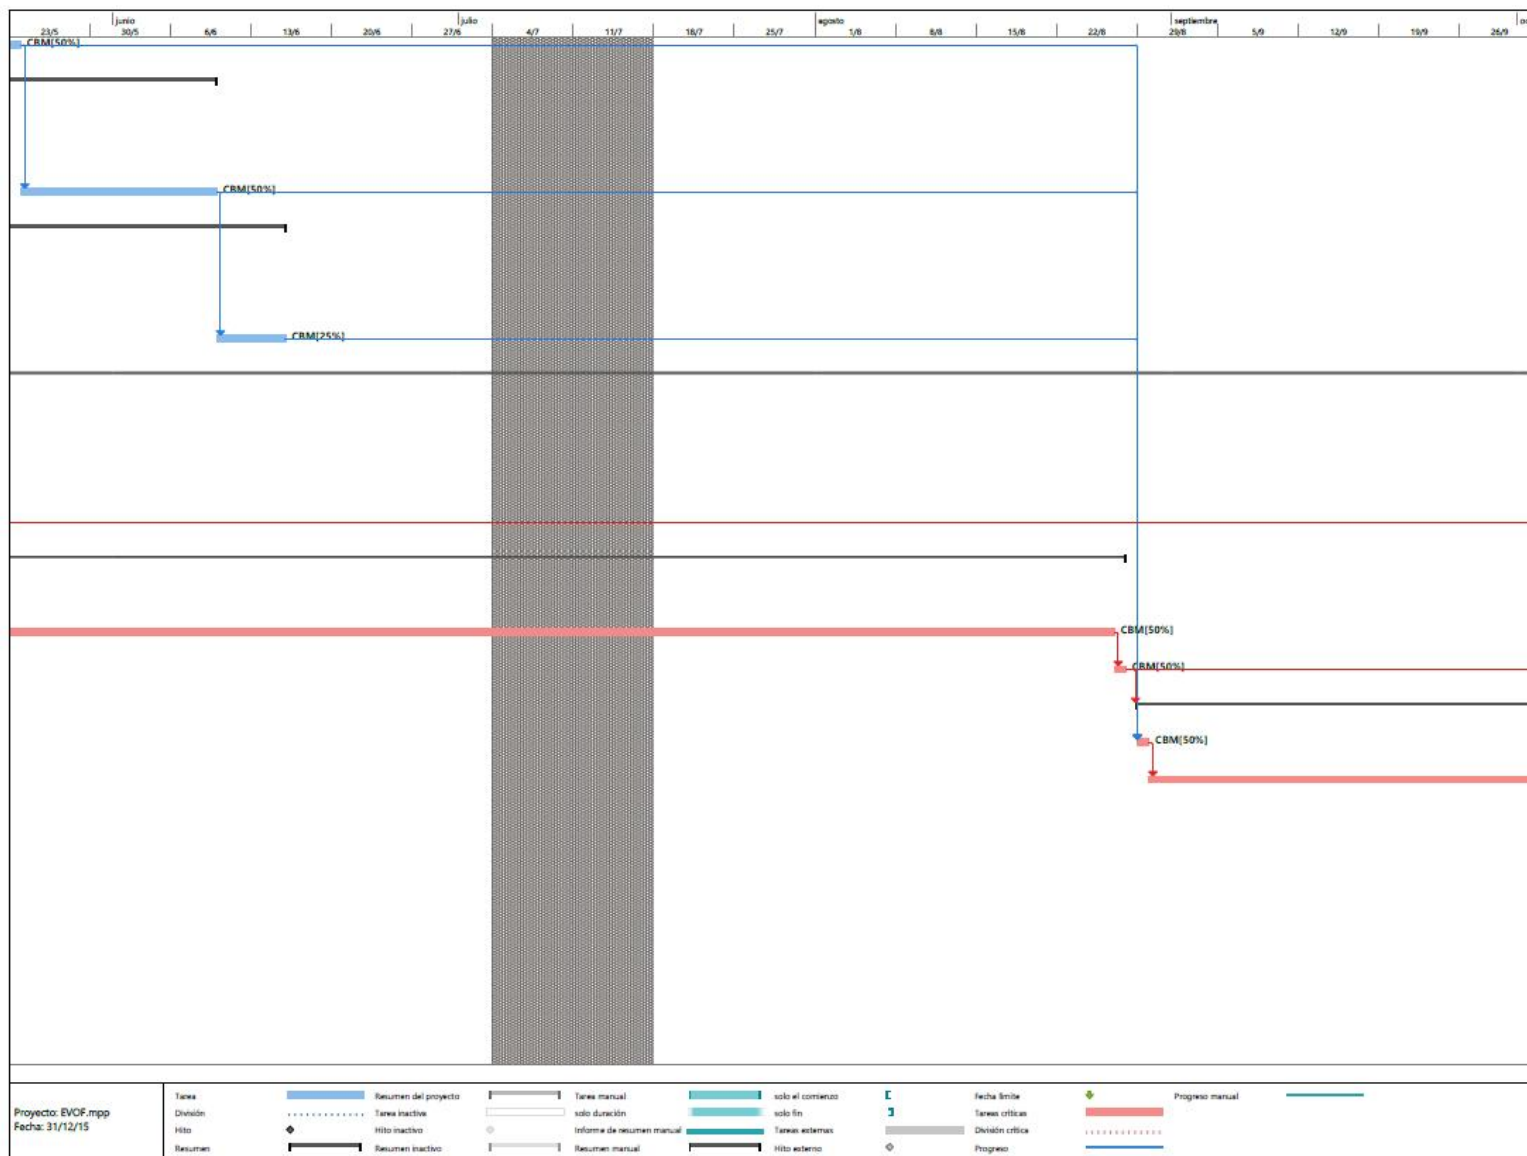 junio julio agosto septiembre
23/5 30/5 6/6 13/6 20/6 27/6 4/7 11/7 18/7 25/7 1/8 8/8 15/8 22/8 29/8 5/9 12/9 19/9 26/9
CBM[50%]
CBM[50%]
CBM[25%]
CBM[50%]
CBM[50%]
CBM[50%]
Proyecto: EVOF.mpp
Fecha: 31/12/15
Tarea Resumen del proyecto Tarea manual solo el comienzo Fecha límite Progreso manual
División Tarea inactiva solo duración solo fin Tareas críticas
Hito Hito inactivo Informe de resumen manual Tareas externas División crítica
Resumen Resumen inactivo Resumen manual Hito externo Progreso